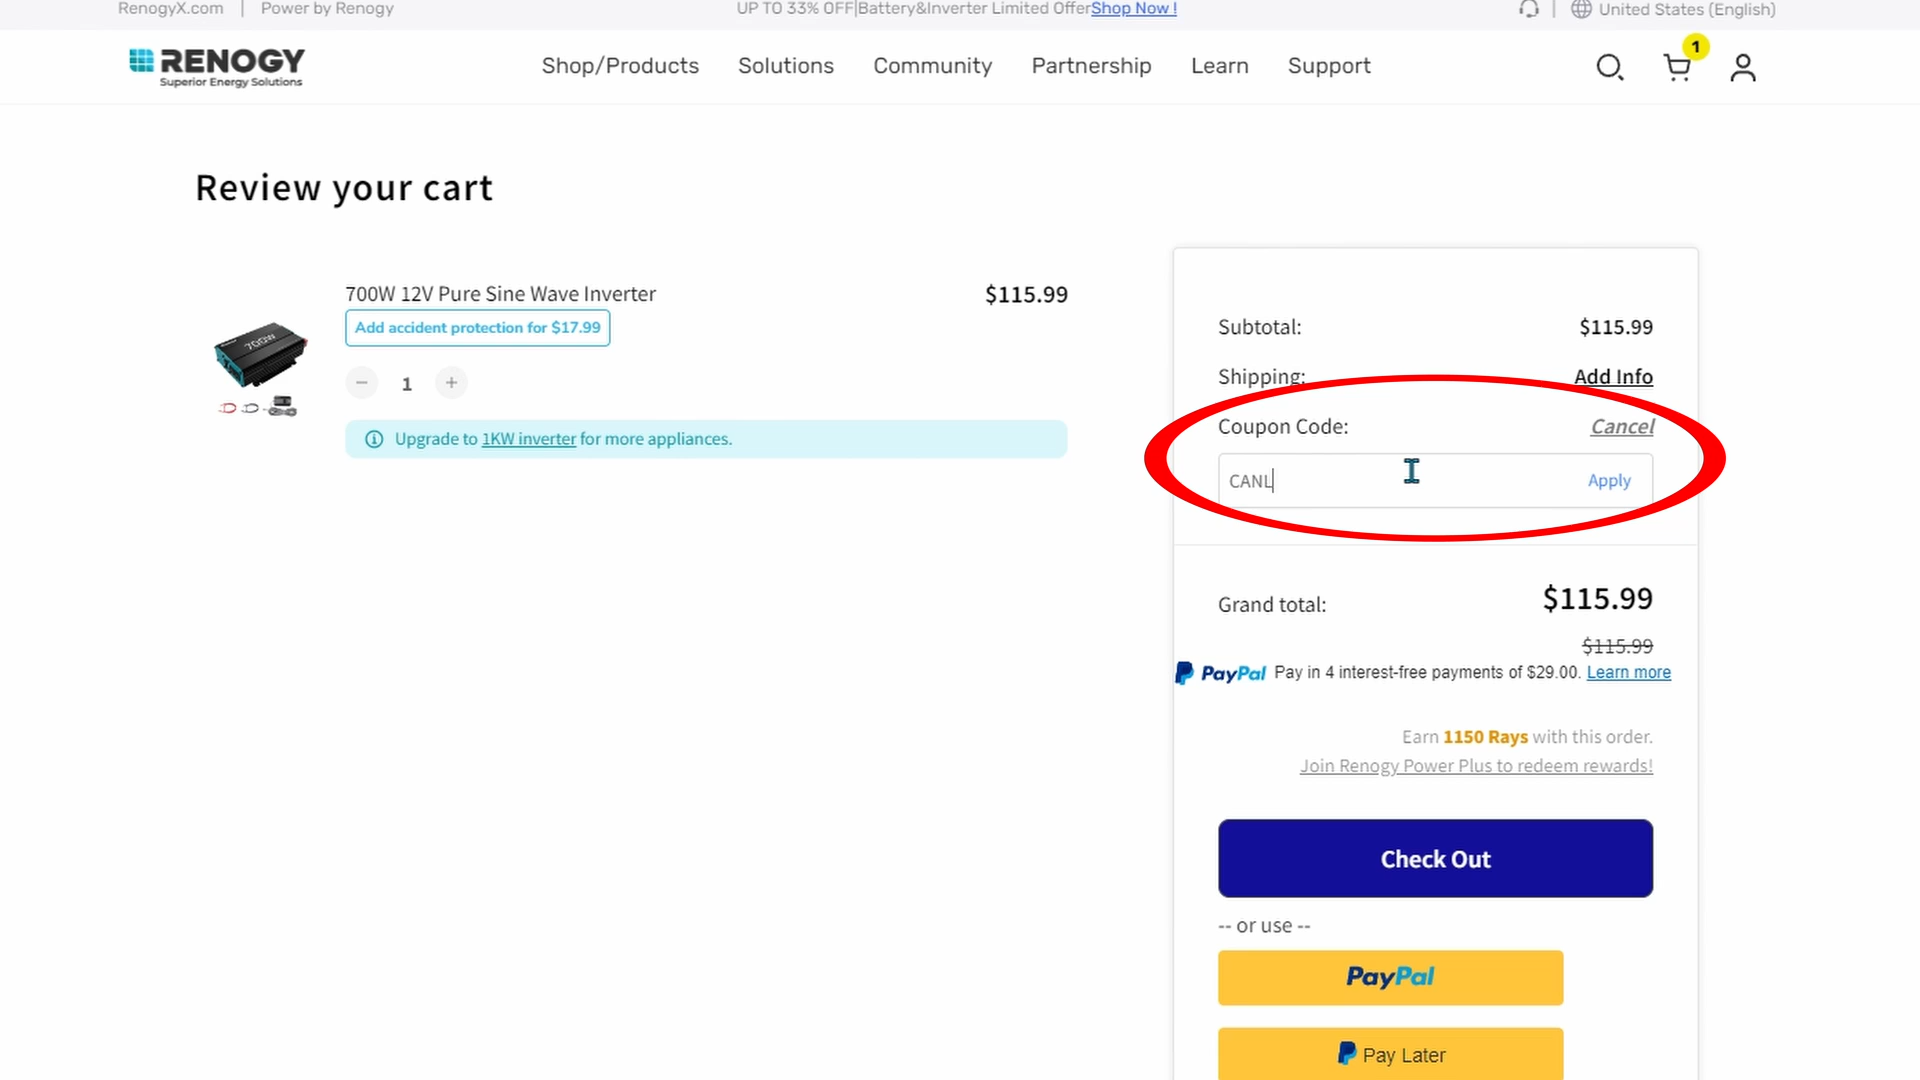 RenogyX.com | Power by Renogy
UP TO 33% OFF|Battery&Inverter Limited OfferShop Now !
United States (English)
RENOGY
Superior Energy Solutions
Shop/Products
Solutions
Community
Partnership
Learn
Support
1
Review your cart
700W 12V Pure Sine Wave Inverter
$115.99
Add accident protection for $17.99
700W
− 1 +
Upgrade to 1KW inverter for more appliances.
Subtotal: $115.99
Shipping: Add Info
Coupon Code: Cancel
CANL Apply
Grand total: $115.99
$115.99
PayPal Pay in 4 interest-free payments of $29.00. Learn more
Earn 1150 Rays with this order.
Join Renogy Power Plus to redeem rewards!
Check Out
-- or use --
PayPal
Pay Later